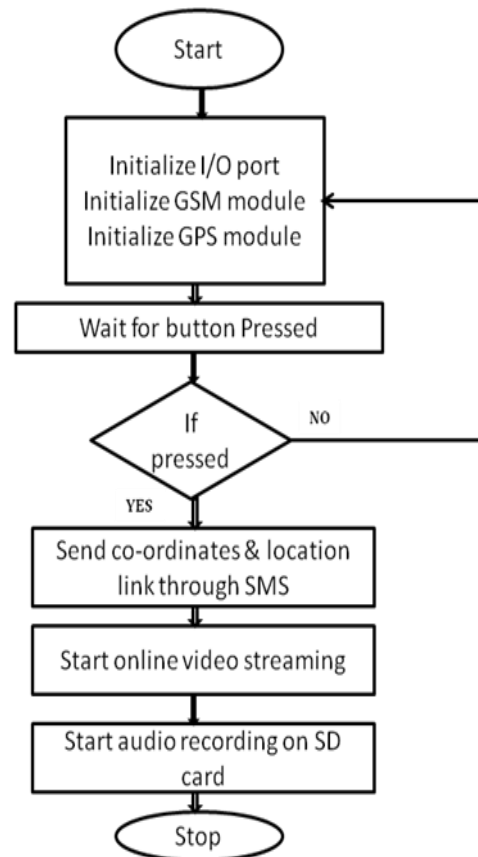 Start
Initialize I/O port
Initialize GSM module
Initialize GPS module
Wait for button Pressed
If
pressed
NO
YES
Send co-ordinates & location
link through SMS
Start online video streaming
Start audio recording on SD
card
Stop